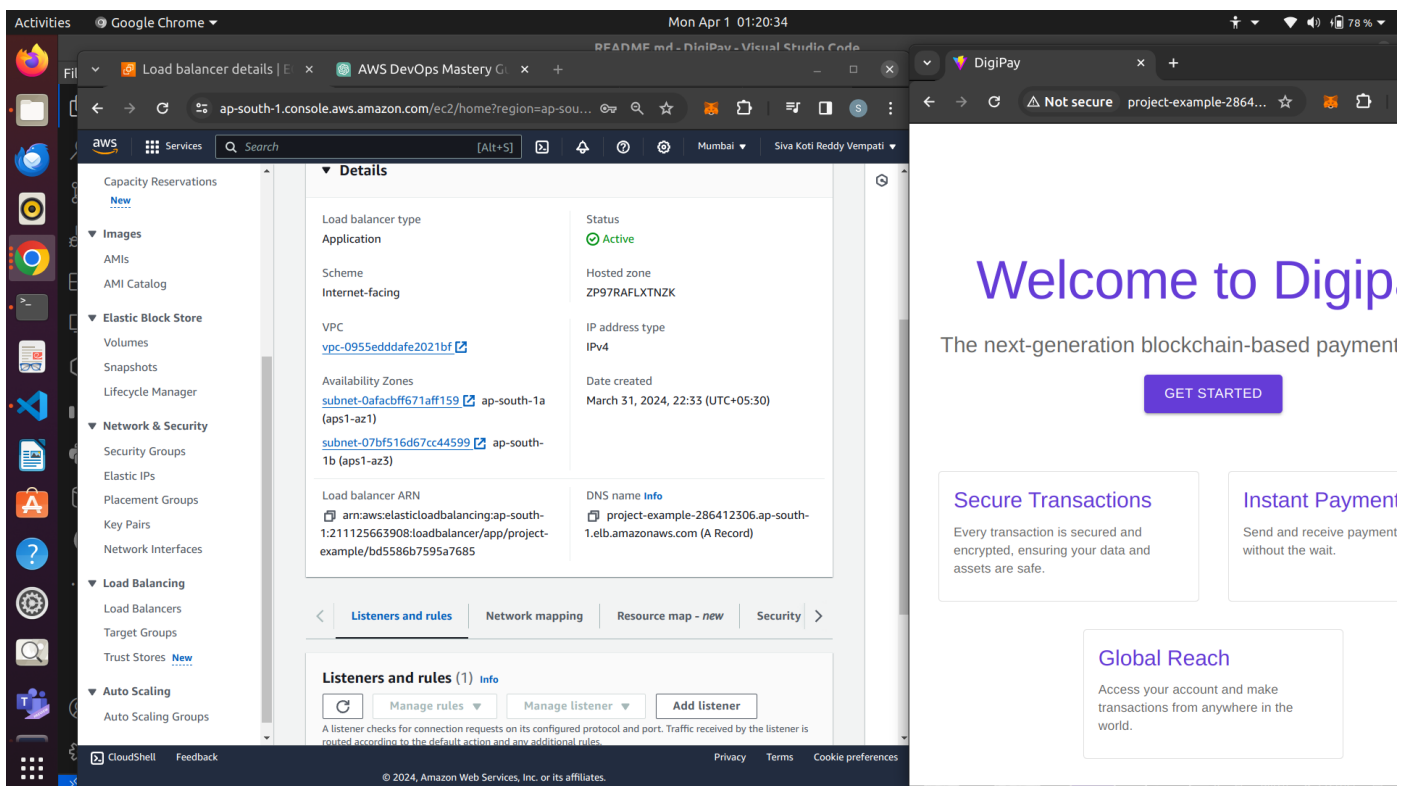 Activities
Google Chrome
Mon Apr 1 01:20:34
78 %
README.md - DigiPay - Visual Studio Code
Load balancer details | E
AWS DevOps Mastery Gu
ap-south-1.console.aws.amazon.com/ec2/home?region=ap-sou...
S
aws
Services
Search
[Alt+S]
Mumbai
Siva Koti Reddy Vempati
Capacity Reservations
New
Images
AMIs
AMI Catalog
Elastic Block Store
Volumes
Snapshots
Lifecycle Manager
Network & Security
Security Groups
Elastic IPs
Placement Groups
Key Pairs
Network Interfaces
Load Balancing
Load Balancers
Target Groups
Trust Stores New
Auto Scaling
Auto Scaling Groups
Details
Load balancer type
Application
Status
Active
Scheme
Internet-facing
Hosted zone
ZP97RAFLXTNZK
VPC
vpc-0955edddafe2021bf
IP address type
IPv4
Availability Zones
subnet-0afacbff671aff159 ap-south-1a
(aps1-az1)
subnet-07bf516d67cc44599 ap-south-
1b (aps1-az3)
Date created
March 31, 2024, 22:33 (UTC+05:30)
Load balancer ARN
arn:aws:elasticloadbalancing:ap-south-
1:211125663908:loadbalancer/app/project-
example/bd5586b7595a7685
DNS name Info
project-example-286412306.ap-south-
1.elb.amazonaws.com (A Record)
Listeners and rules
Network mapping
Resource map - new
Security
Listeners and rules (1) Info
Manage rules
Manage listener
Add listener
A listener checks for connection requests on its configured protocol and port. Traffic received by the listener is
routed according to the default action and any additional rules.
CloudShell
Feedback
Privacy
Terms
Cookie preferences
© 2024, Amazon Web Services, Inc. or its affiliates.
DigiPay
Not secure
project-example-2864...
Welcome to Digip
The next-generation blockchain-based payment
GET STARTED
Secure Transactions
Every transaction is secured and
encrypted, ensuring your data and
assets are safe.
Instant Payment
Send and receive payment
without the wait.
Global Reach
Access your account and make
transactions from anywhere in the
world.